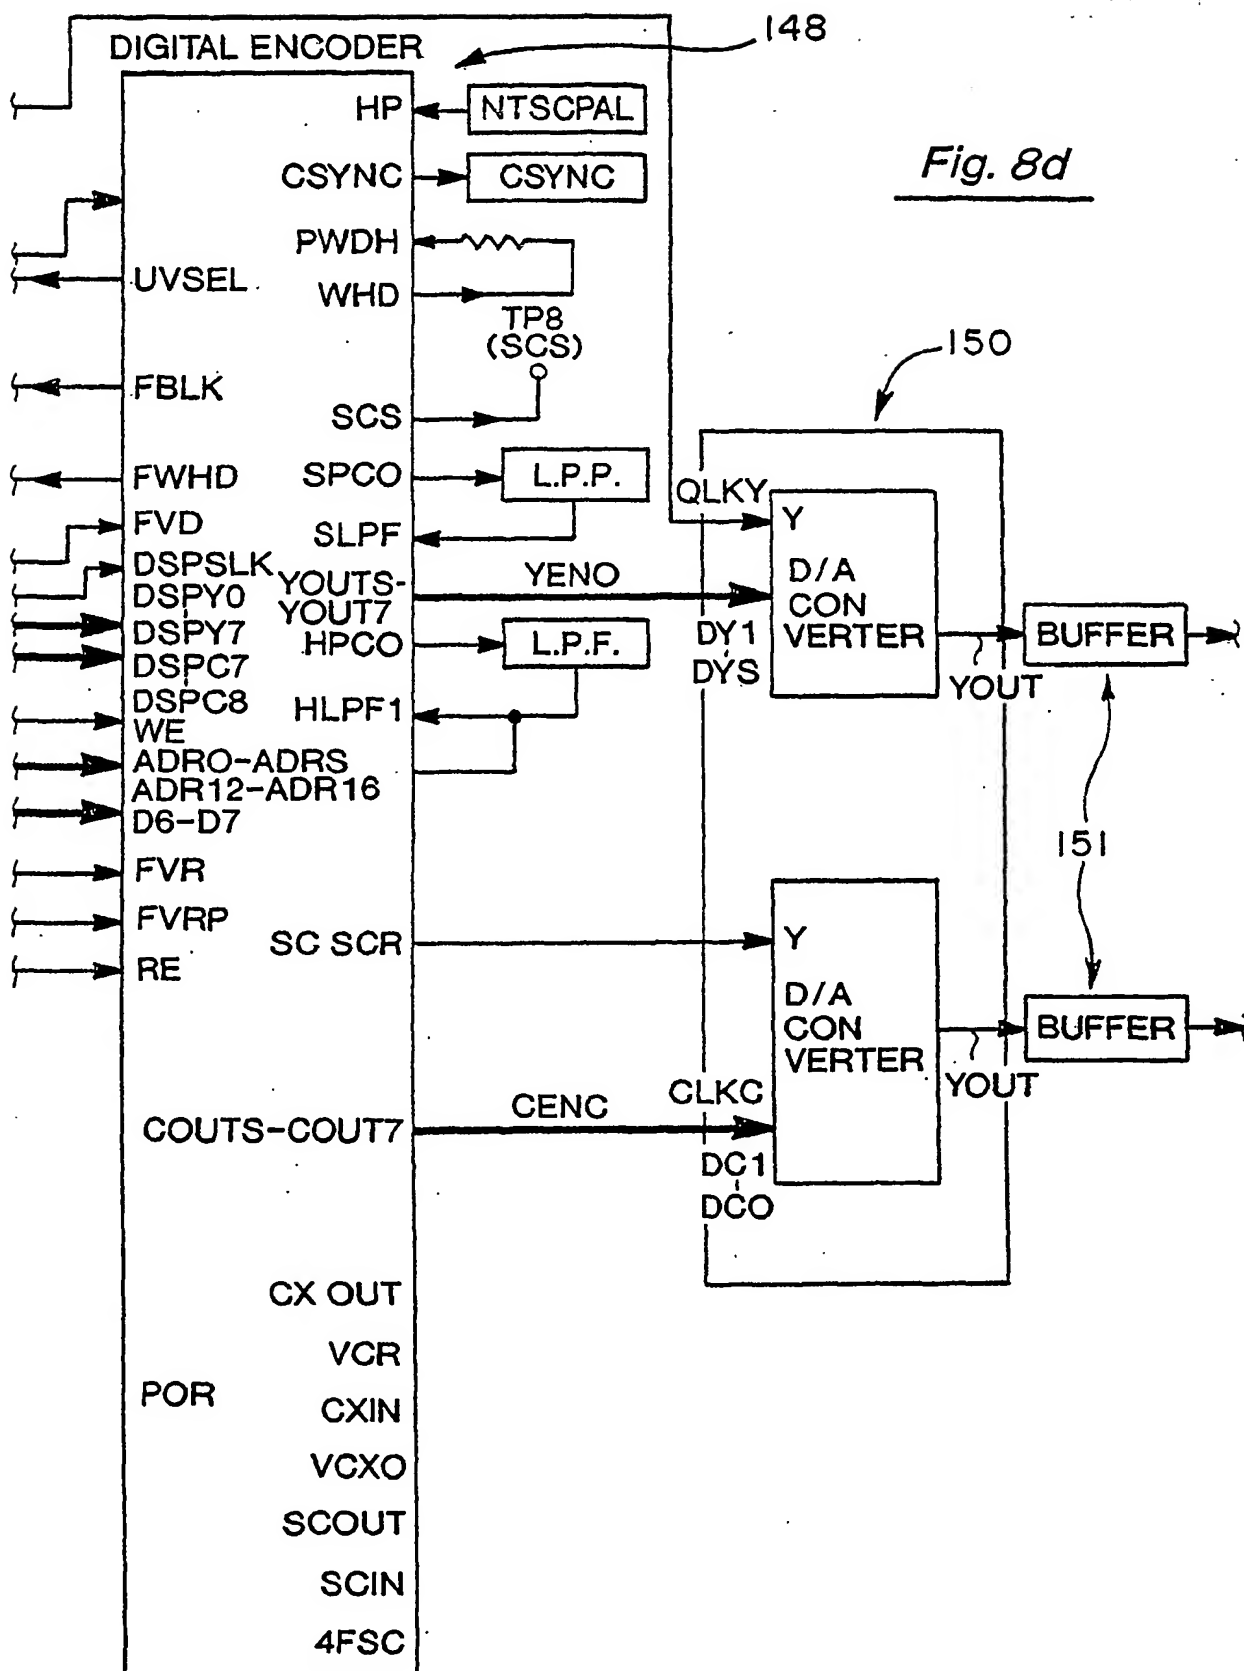 148
DIGITAL ENCODER
HP
NTSCPAL
Fig. 8d
CSYNC
CSYNC
PWDH
UVSEL
WHD
TP8
(SCS)
150
FBLK
SCS
FWHD
SPCO
L.P.P.
QLKY
FVD
SLPF
Y
DSPSLK
YOUTS-
YENO
D/A
DSPY0
YOUT7
CON
DSPY7
DY1
VERTER
BUFFER
HPCO
L.P.F.
DSPC7
DYS
YOUT
DSPC8
HLPF1
WE
ADRO-ADRS
ADR12-ADR16
D6-D7
151
FVR
FVRP
SC SCR
Y
RE
D/A
CON
BUFFER
VERTER
YOUT
CLKC
COUTS-COUT7
CENC
DC1
DCO
CX OUT
VCR
POR
CXIN
VCXO
SCOUT
SCIN
4FSC